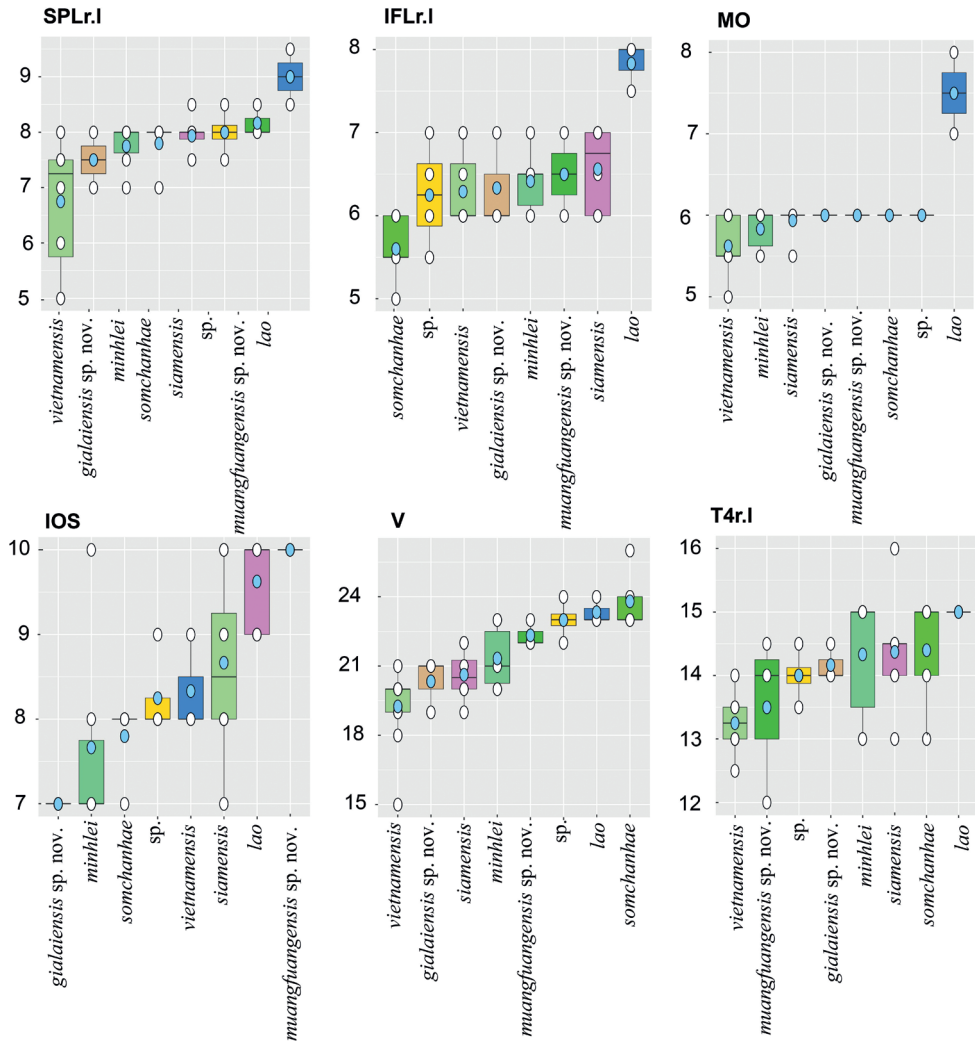 SPLr.l
9
8
7
6
5
vietnamensis
gialaiensis sp. nov.
minhlei
somchanhae
siamensis
sp.
muangfuangensis sp. nov.
lao
IFLr.l
8
7
6
5
somchanhae
sp.
vietnamensis
gialaiensis sp. nov.
minhlei
muangfuangensis sp. nov.
siamensis
lao
MO
8
7
6
5
vietnamensis
minhlei
siamensis
gialaiensis sp. nov.
muangfuangensis sp. nov.
somchanhae
sp.
lao
IOS
10
9
8
7
gialaiensis sp. nov.
minhlei
somchanhae
sp.
vietnamensis
siamensis
lao
muangfuangensis sp. nov.
V
24
21
18
15
vietnamensis
gialaiensis sp. nov.
siamensis
minhlei
muangfuangensis sp. nov.
sp.
lao
somchanhae
T4r.l
16
15
14
13
12
vietnamensis
muangfuangensis sp. nov.
sp.
gialaiensis sp. nov.
minhlei
siamensis
somchanhae
lao